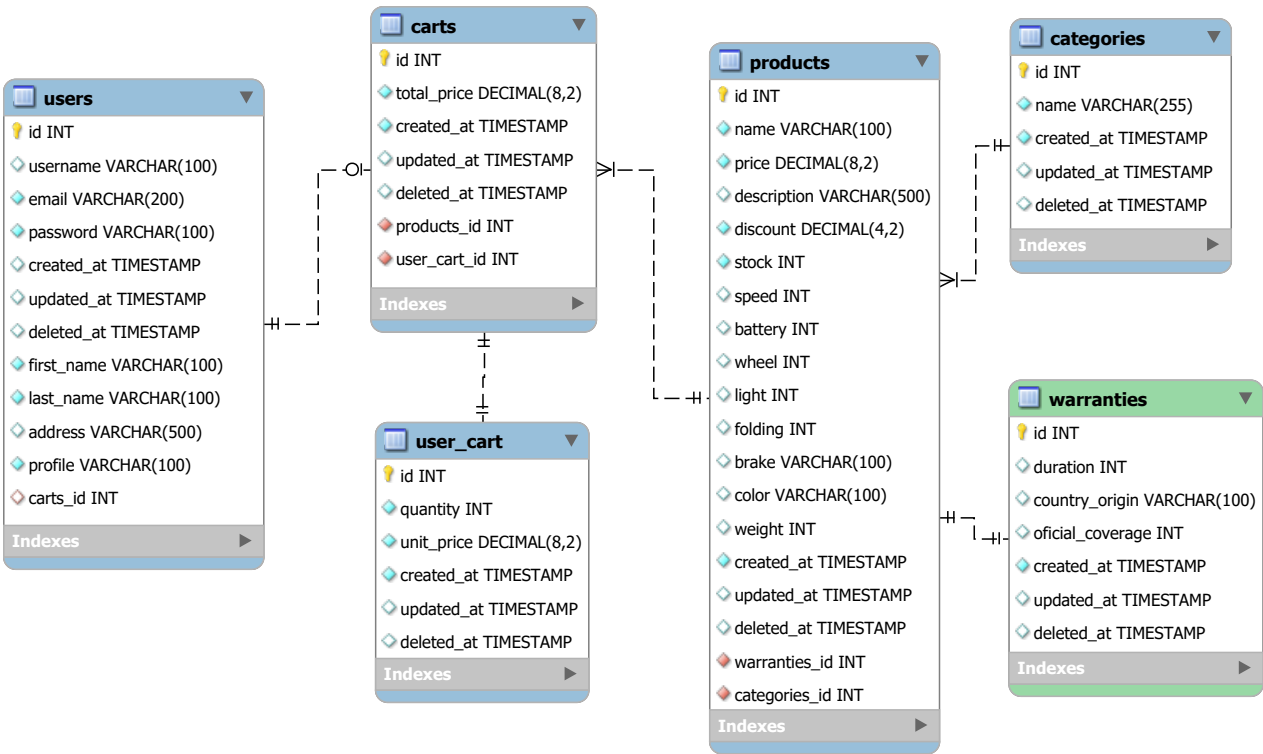 users
id INT
username VARCHAR(100)
email VARCHAR(200)
password VARCHAR(100)
created_at TIMESTAMP
updated_at TIMESTAMP
deleted_at TIMESTAMP
first_name VARCHAR(100)
last_name VARCHAR(100)
address VARCHAR(500)
profile VARCHAR(100)
carts_id INT
Indexes
carts
id INT
total_price DECIMAL(8,2)
created_at TIMESTAMP
updated_at TIMESTAMP
deleted_at TIMESTAMP
products_id INT
user_cart_id INT
Indexes
user_cart
id INT
quantity INT
unit_price DECIMAL(8,2)
created_at TIMESTAMP
updated_at TIMESTAMP
deleted_at TIMESTAMP
Indexes
products
id INT
name VARCHAR(100)
price DECIMAL(8,2)
description VARCHAR(500)
discount DECIMAL(4,2)
stock INT
speed INT
battery INT
wheel INT
light INT
folding INT
brake VARCHAR(100)
color VARCHAR(100)
weight INT
created_at TIMESTAMP
updated_at TIMESTAMP
deleted_at TIMESTAMP
warranties_id INT
categories_id INT
Indexes
categories
id INT
name VARCHAR(255)
created_at TIMESTAMP
updated_at TIMESTAMP
deleted_at TIMESTAMP
Indexes
warranties
id INT
duration INT
country_origin VARCHAR(100)
oficial_coverage INT
created_at TIMESTAMP
updated_at TIMESTAMP
deleted_at TIMESTAMP
Indexes